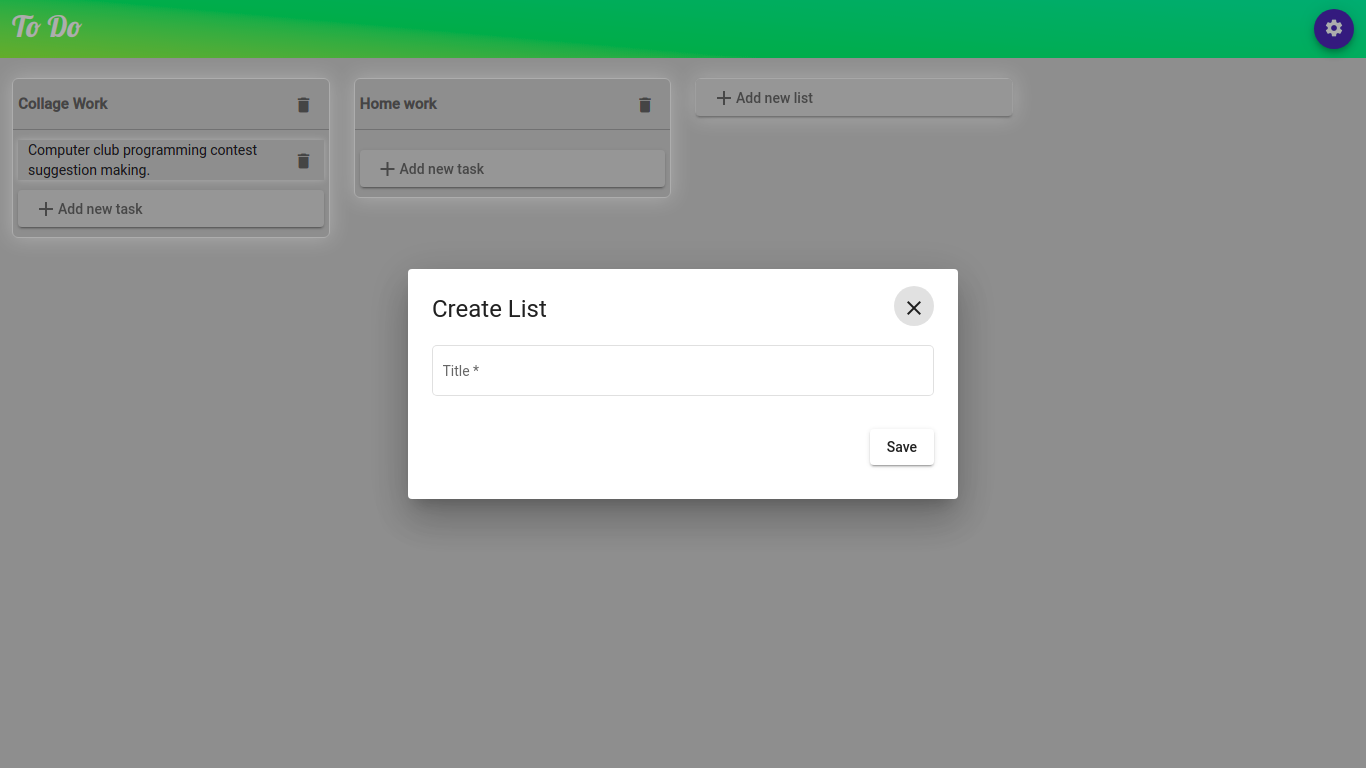 To Do
Collage Work
Computer club programming contest
suggestion making.
Add new task
Home work
Add new task
Add new list
Create List
Title *
Save